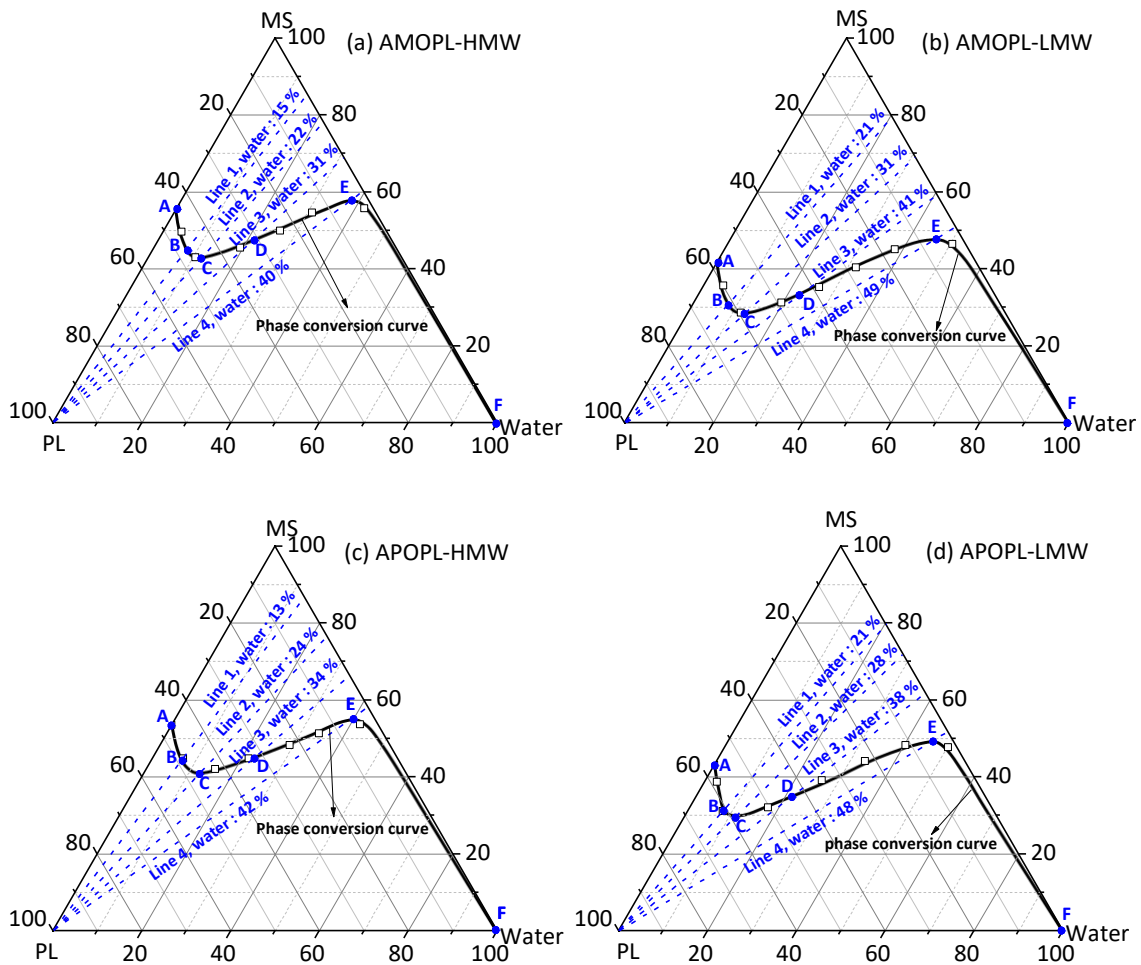 MS
100
(a) AMOPL-HMW
20
80
Line 1, water : 15 %
Line 2, water : 22 %
Line 3, water : 31 %
40
60
A
E
B
C
D
60
40
Line 4, water : 40 %
Phase conversion curve
80
20
100
F
Water
PL
20
40
60
80
100
MS
100
(b) AMOPL-LMW
20
80
Line 1, water : 21 %
Line 2, water : 31 %
Line 3, water : 41 %
40
60
E
A
60
40
B
C
D
Line 4, water : 49 %
Phase conversion curve
80
20
100
F
Water
PL
20
40
60
80
100
MS
100
(c) APOPL-HMW
20
80
Line 1, water : 13 %
Line 2, water : 24 %
Line 3, water : 34 %
40
60
A
E
B
C
D
60
40
Line 4, water : 42 %
Phase conversion curve
80
20
100
F
Water
PL
20
40
60
80
100
MS
100
(d) APOPL-LMW
20
80
Line 1, water : 21 %
Line 2, water : 28 %
Line 3, water : 38 %
40
60
E
60
A
40
D
B
C
Line 4, water : 48 %
phase conversion curve
80
20
100
F
Water
PL
20
40
60
80
100